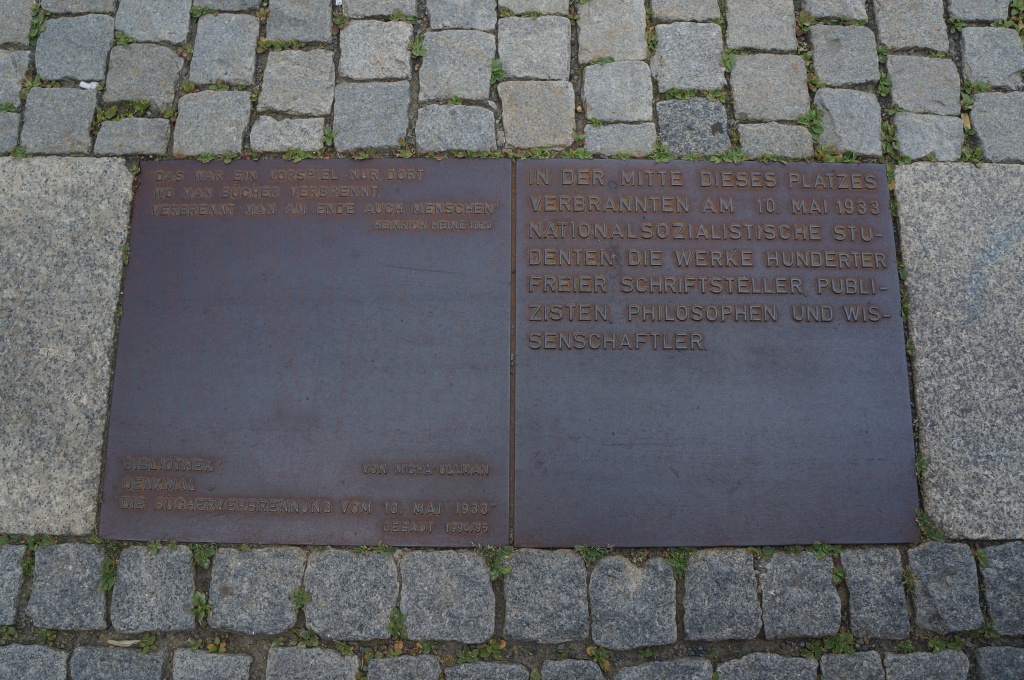 DAS WAR EIN VORSPIEL NUR, DORT
WO MAN BÜCHER VERBRENNT,
VERBRENNT MAN AM ENDE AUCH MENSCHEN
HEINRICH HEINE 1820
BIBLIOTHEK
VON MICHA ULLMAN
DENKMAL
DIE BÜCHERVERBRENNUNG VOM 10. MAI 1933
GEBAUT 1994/95
IN DER MITTE DIESES PLATZES
VERBRANNTEN AM 10. MAI 1933
NATIONALSOZIALISTISCHE STU-
DENTEN DIE WERKE HUNDERTER
FREIER SCHRIFTSTELLER, PUBLI-
ZISTEN, PHILOSOPHEN UND WIS-
SENSCHAFTLER.